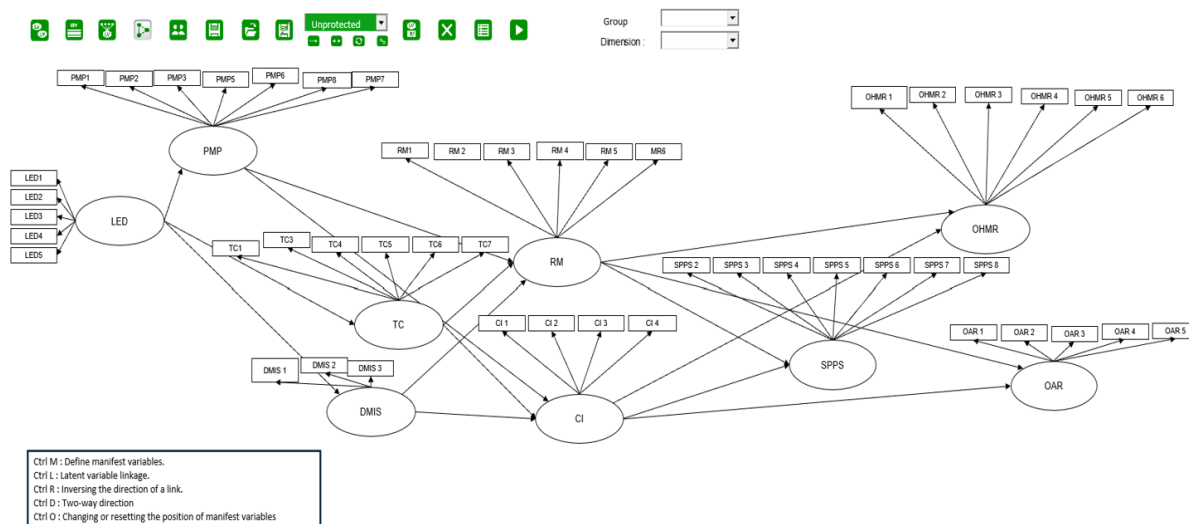 Unprotected
Group
Dimension :
PMP1
PMP2
PMP3
PMP5
PMP6
PMP8
PMP7
PMP
LED1
LED2
LED3
LED4
LED5
LED
TC1
TC3
TC4
TC5
TC6
TC7
TC
DMIS 1
DMIS 2
DMIS 3
DMIS
RM1
RM 2
RM 3
RM 4
RM 5
MR6
RM
CI 1
CI 2
CI 3
CI 4
CI
OHMR 1
OHMR 2
OHMR 3
OHMR 4
OHMR 5
OHMR 6
OHMR
SPPS 2
SPPS 3
SPPS 4
SPPS 5
SPPS 6
SPPS 7
SPPS 8
SPPS
OAR 1
OAR 2
OAR 3
OAR 4
OAR 5
OAR
Ctrl M : Define manifest variables.
Ctrl L : Latent variable linkage.
Ctrl R : Inversing the direction of a link.
Ctrl D : Two-way direction
Ctrl O : Changing or resetting the position of manifest variables